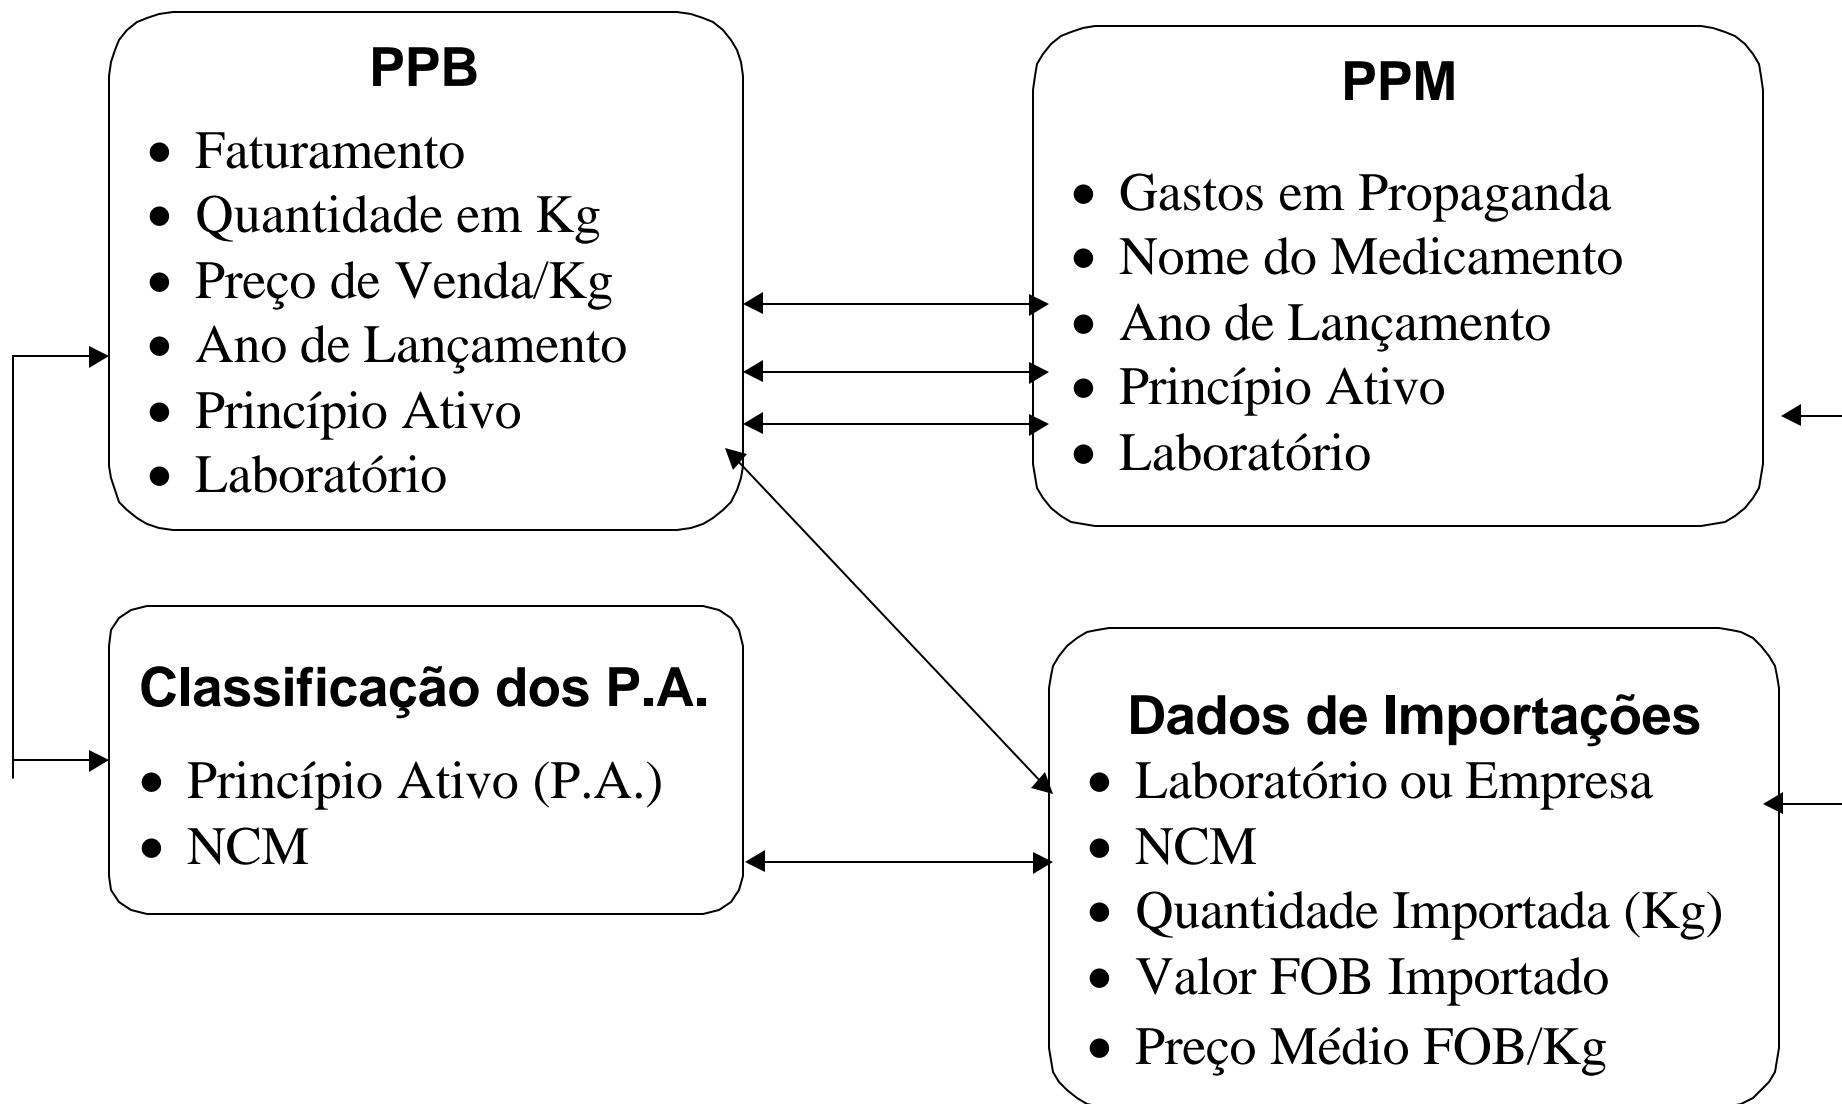 PPB
• Faturamento
• Quantidade em Kg
• Preço de Venda/Kg
• Ano de Lançamento
• Princípio Ativo
• Laboratório
PPM
• Gastos em Propaganda
• Nome do Medicamento
• Ano de Lançamento
• Princípio Ativo
• Laboratório
Classificação dos P.A.
• Princípio Ativo (P.A.)
• NCM
Dados de Importações
• Laboratório ou Empresa
• NCM
• Quantidade Importada (Kg)
• Valor FOB Importado
• Preço Médio FOB/Kg